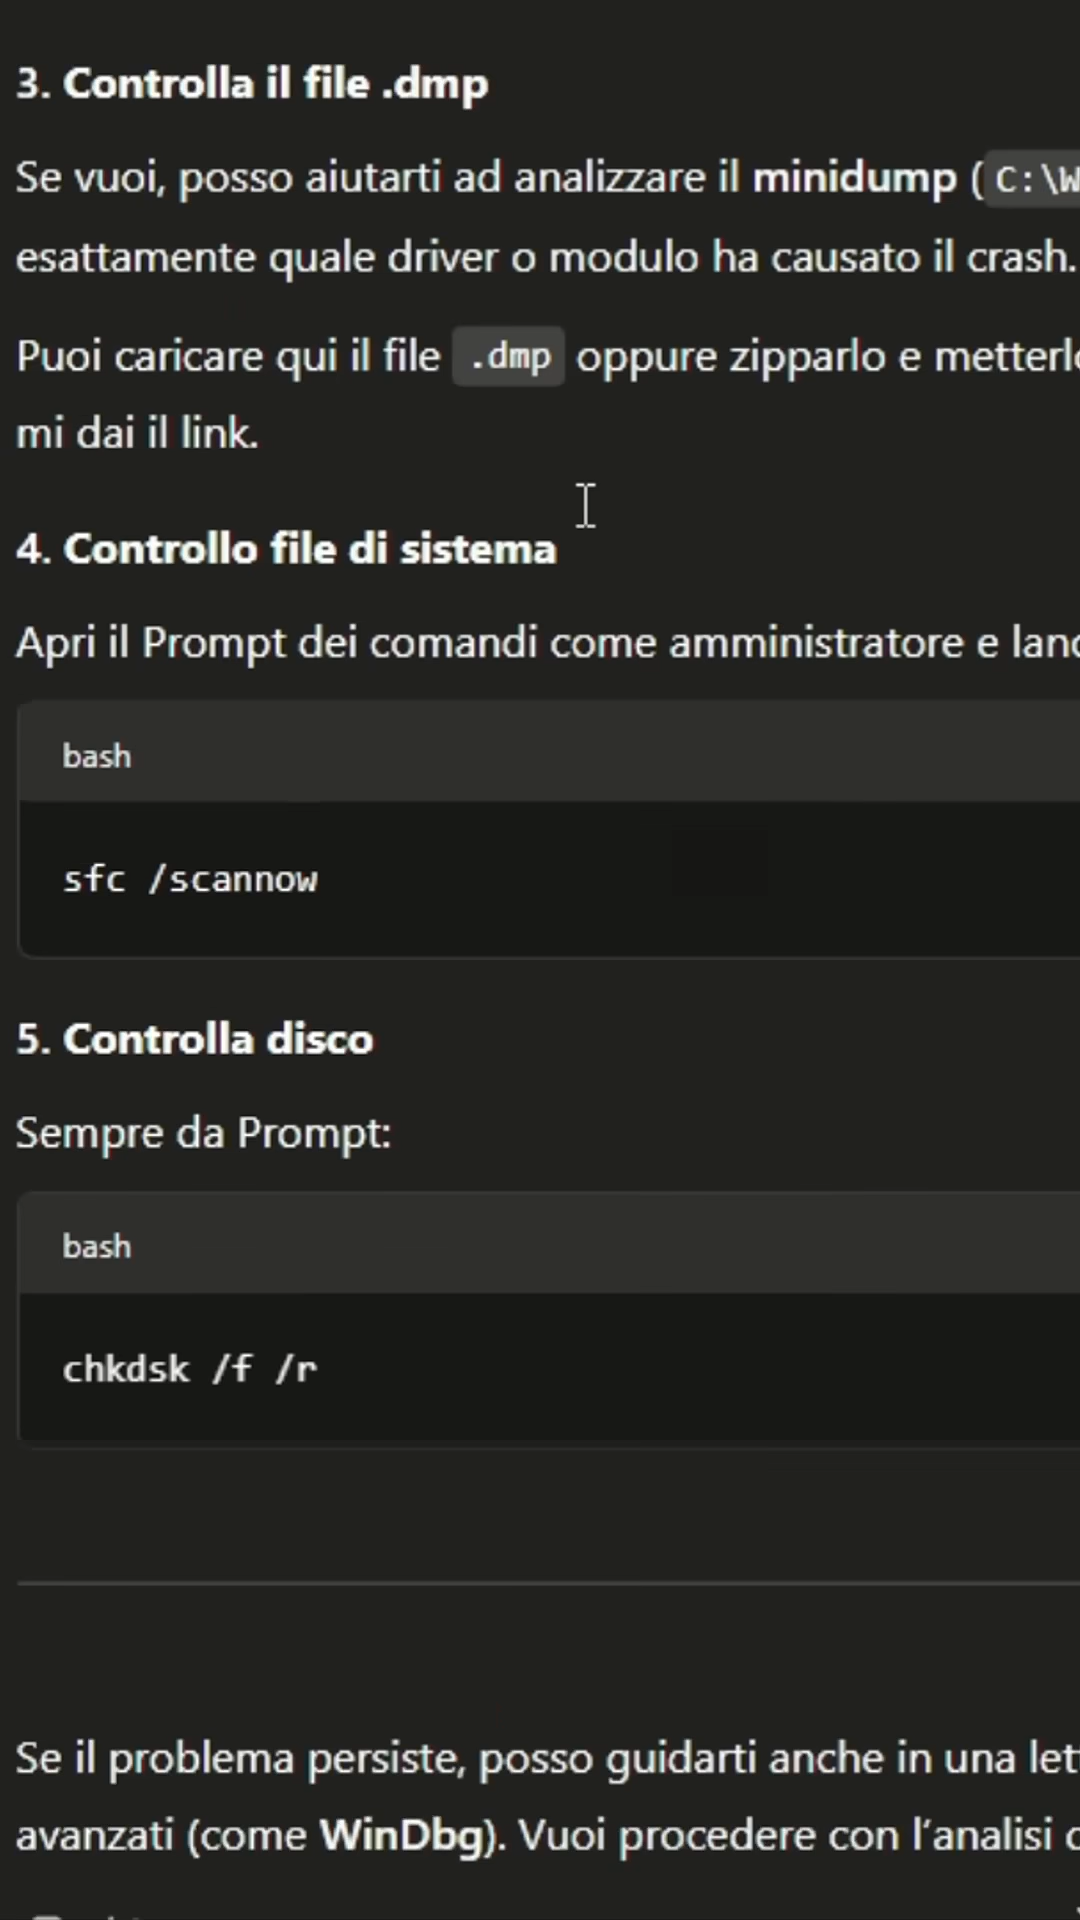 3. Controlla il file .dmp
Se vuoi, posso aiutarti ad analizzare il minidump (C:\W
esattamente quale driver o modulo ha causato il crash.
Puoi caricare qui il file .dmp oppure zipparlo e metterlo
mi dai il link.
4. Controllo file di sistema
Apri il Prompt dei comandi come amministratore e lanc
bash
sfc /scannow
5. Controlla disco
Sempre da Prompt:
bash
chkdsk /f /r
Se il problema persiste, posso guidarti anche in una let
avanzati (come WinDbg). Vuoi procedere con l'analisi